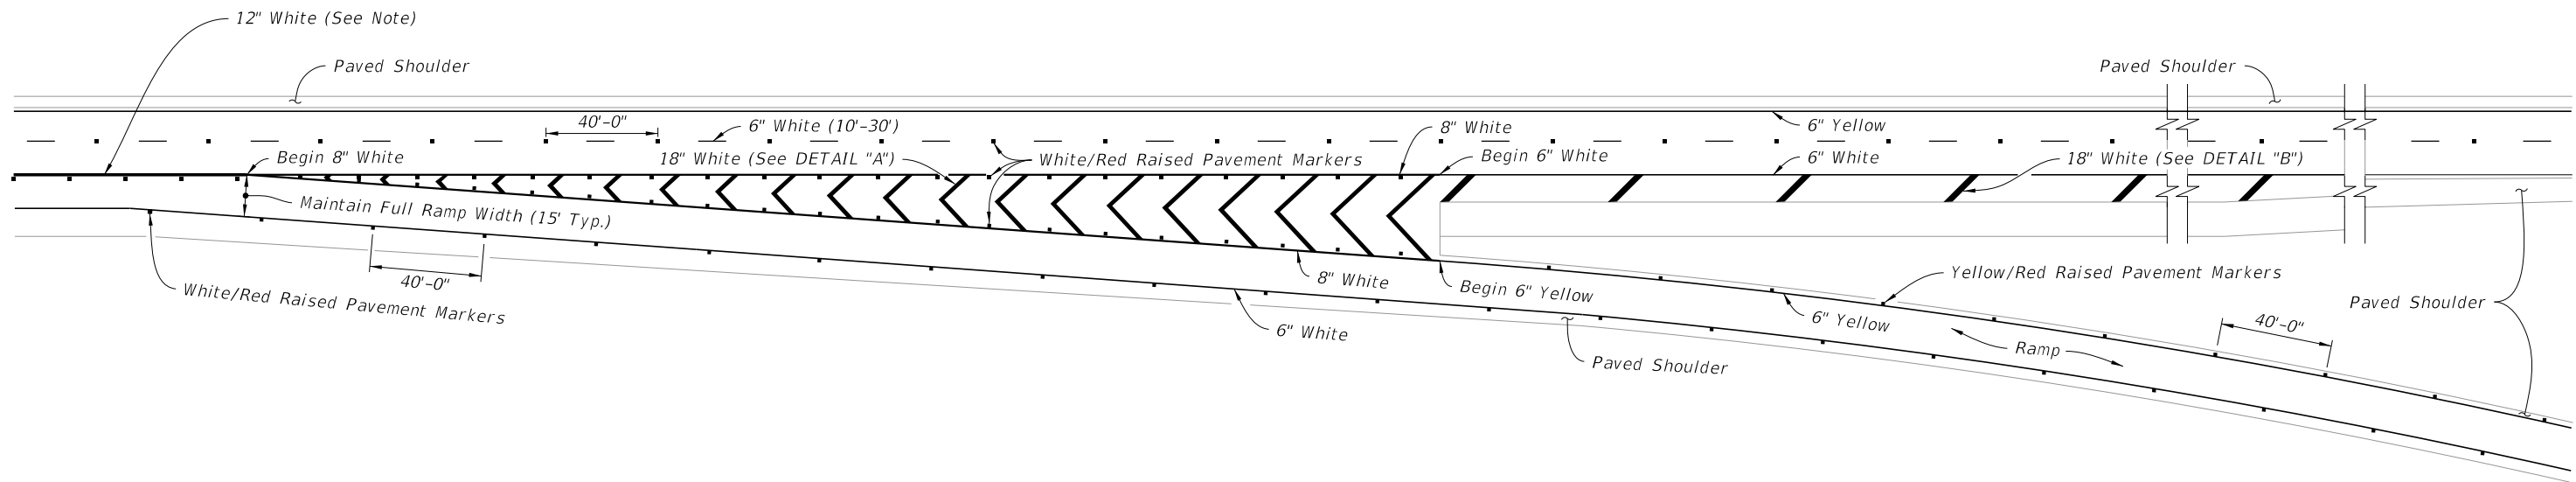 12" White (See Note)
Paved Shoulder
Paved Shoulder
40'-0"
6" White (10'-30')
8" White
6" Yellow
Begin 8" White
18" White (See DETAIL "A")
White/Red Raised Pavement Markers
Begin 6" White
6" White
18" White (See DETAIL "B")
Maintain Full Ramp Width (15' Typ.)
40'-0"
White/Red Raised Pavement Markers
8" White
Begin 6" Yellow
Yellow/Red Raised Pavement Markers
Paved Shoulder
6" White
6" Yellow
40'-0"
Ramp
Paved Shoulder